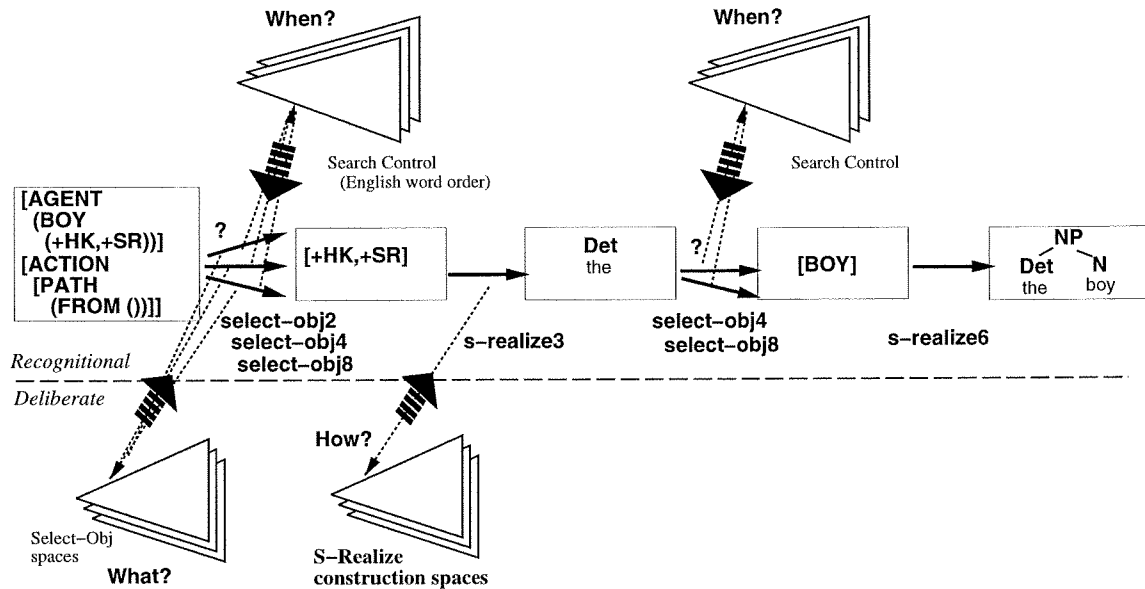 When?
When?
Search Control
(English word order)
Search Control
[AGENT
(BOY
(+HK,+SR))]
[ACTION
[PATH
(FROM ())]]
?
[+HK,+SR]
Det
the
?
[BOY]
NP
Det
N
the
boy
select-obj2
select-obj4
select-obj8
s-realize3
select-obj4
select-obj8
s-realize6
Recognitional
Deliberate
How?
Select-Obj
spaces
What?
S-Realize
construction spaces